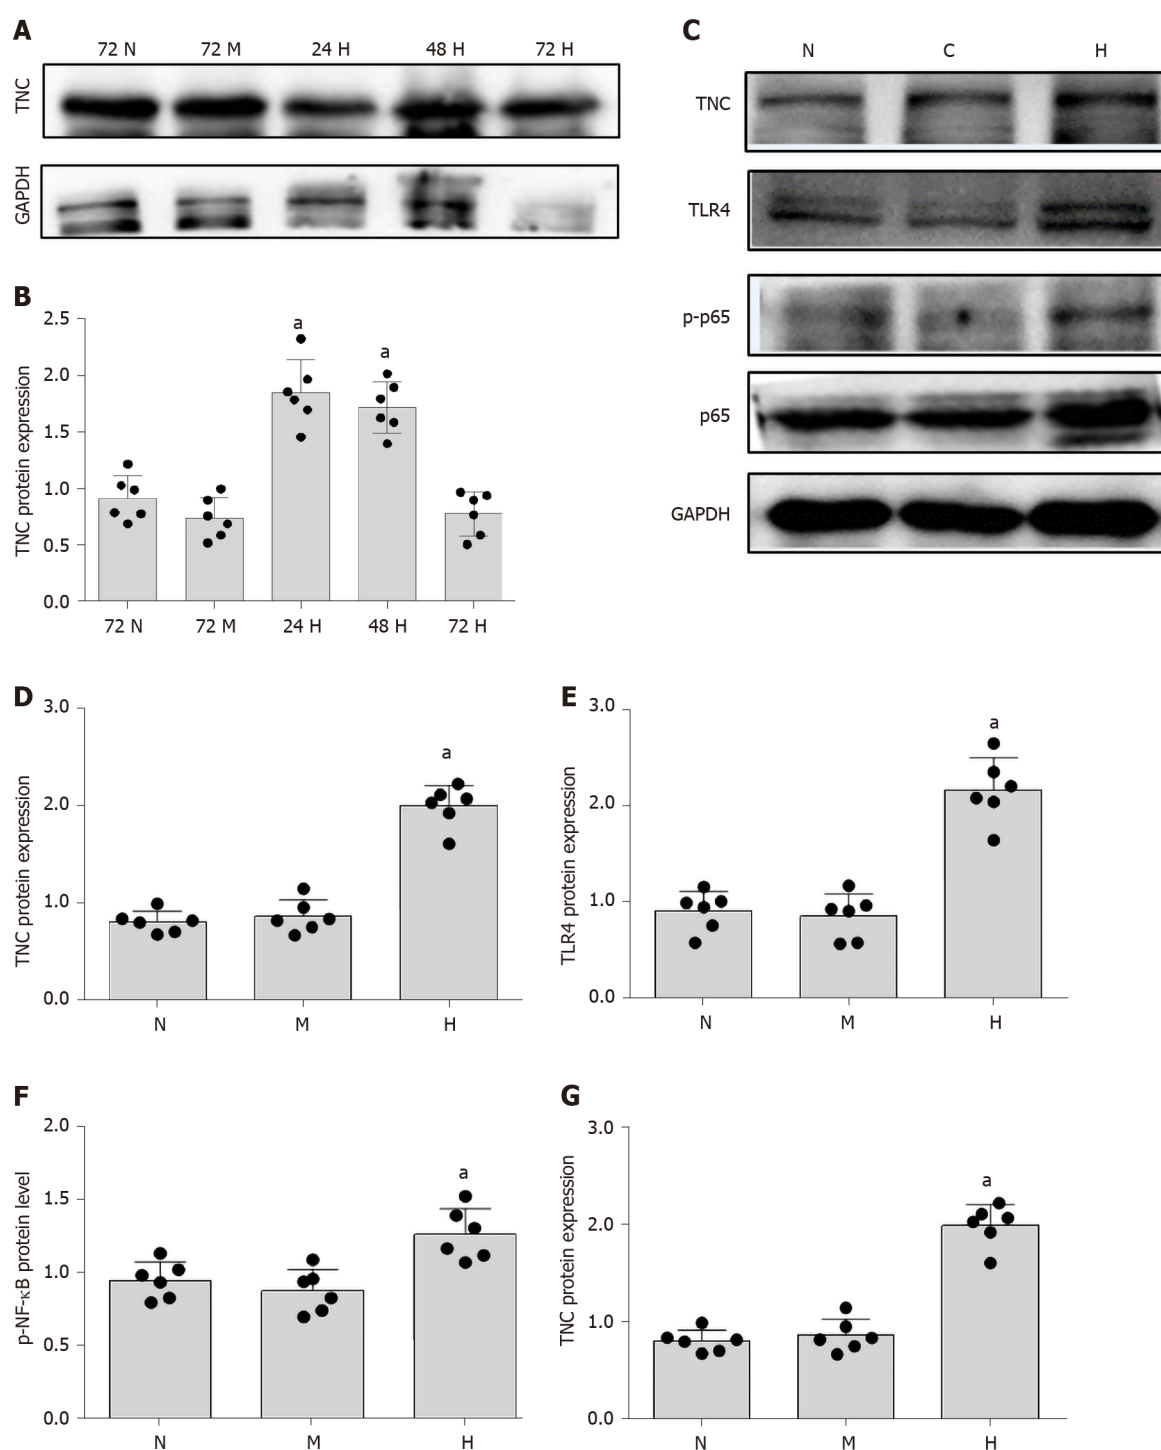 A
72 N 72 M 24 H 48 H 72 H
TNC
GAPDH
B
TNC protein expression
2.5
2.0
1.5
1.0
0.5
0.0
a
a
72 N 72 M 24 H 48 H 72 H
C
N C H
TNC
TLR4
p-p65
p65
GAPDH
D
TNC protein expression
3.0
2.0
1.0
0.0
a
N M H
E
TLR4 protein expression
3.0
2.0
1.0
0.0
a
N M H
F
p-NF-κB protein level
2.0
1.5
1.0
0.5
0.0
a
N M H
G
TNC protein expression
3.0
2.0
1.0
0.0
a
N M H